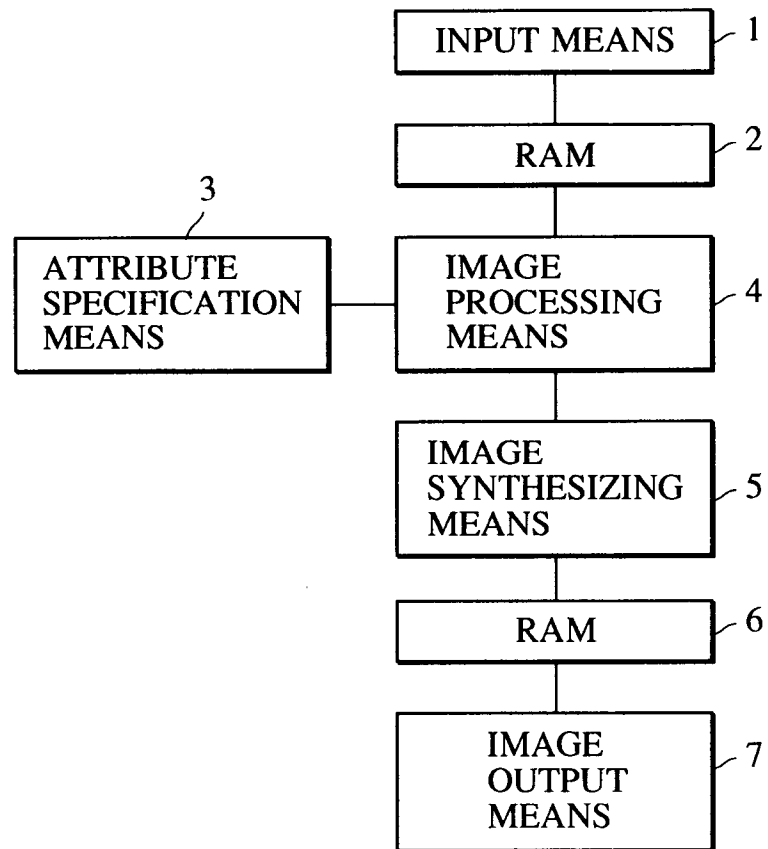 INPUT MEANS
1
RAM
2
3
ATTRIBUTE
SPECIFICATION
MEANS
IMAGE
PROCESSING
MEANS
4
IMAGE
SYNTHESIZING
MEANS
5
RAM
6
IMAGE
OUTPUT
MEANS
7